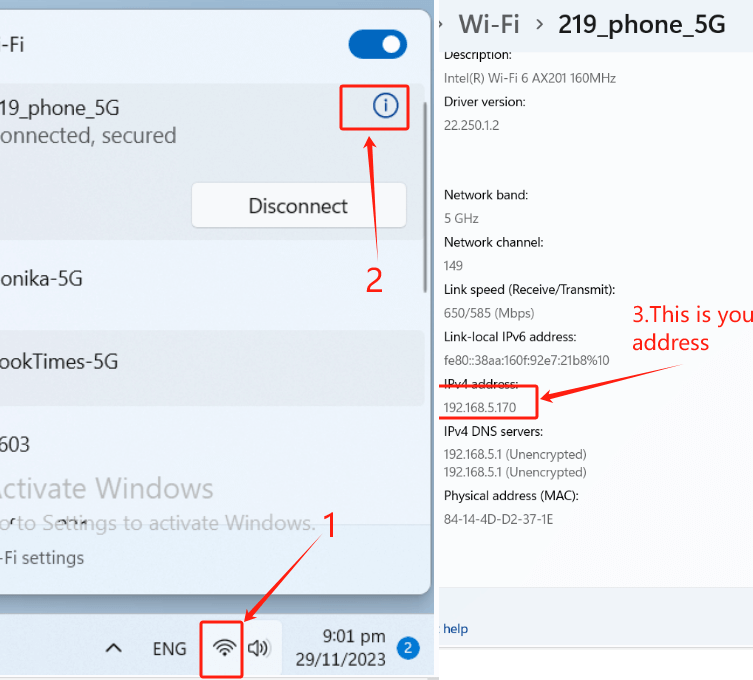 -Fi
19_phone_5G
onnected, secured
Disconnect
2
onika-5G
ookTimes-5G
603
ctivate Windows
o to Settings to activate Windows.
1
-Fi settings
ENG
9:01 pm
29/11/2023
2
Wi-Fi > 219_phone_5G
Description:
Intel(R) Wi-Fi 6 AX201 160MHz
Driver version:
22.250.1.2
Network band:
5 GHz
Network channel:
149
Link speed (Receive/Transmit):
650/585 (Mbps)
Link-local IPv6 address:
fe80::38aa:160f:92e7:21b8%10
IPv4 address:
192.168.5.170
3.This is you
address
IPv4 DNS servers:
192.168.5.1 (Unencrypted)
192.168.5.1 (Unencrypted)
Physical address (MAC):
84-14-4D-D2-37-1E
help